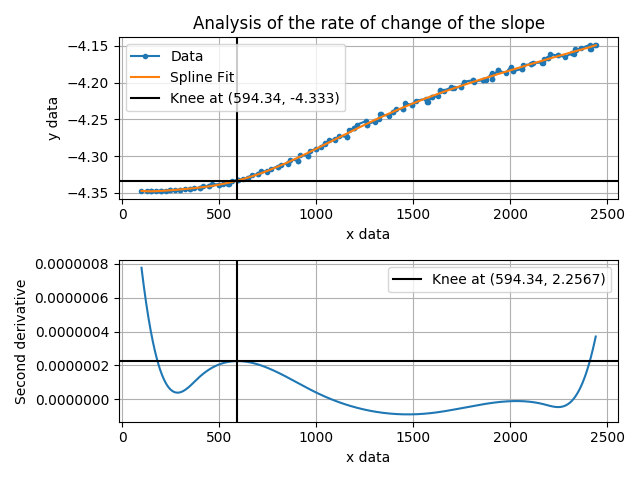 Analysis of the rate of change of the slope
−4.15
−4.20
−4.25
−4.30
−4.35
y data
Data
Spline Fit
Knee at (594.34, -4.333)
0
500
1000
1500
2000
2500
x data
0.0000008
0.0000006
0.0000004
0.0000002
0.0000000
Second derivative
Knee at (594.34, 2.2567)
0
500
1000
1500
2000
2500
x data